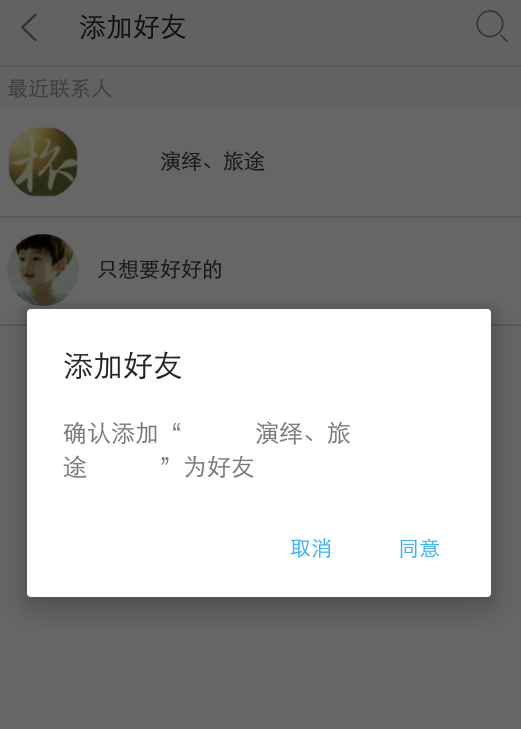 添加好友
最近联系人
旅
演绎、旅途
只想要好好的
添加好友
确认添加“ 演绎、旅
途 ”为好友
取消 同意